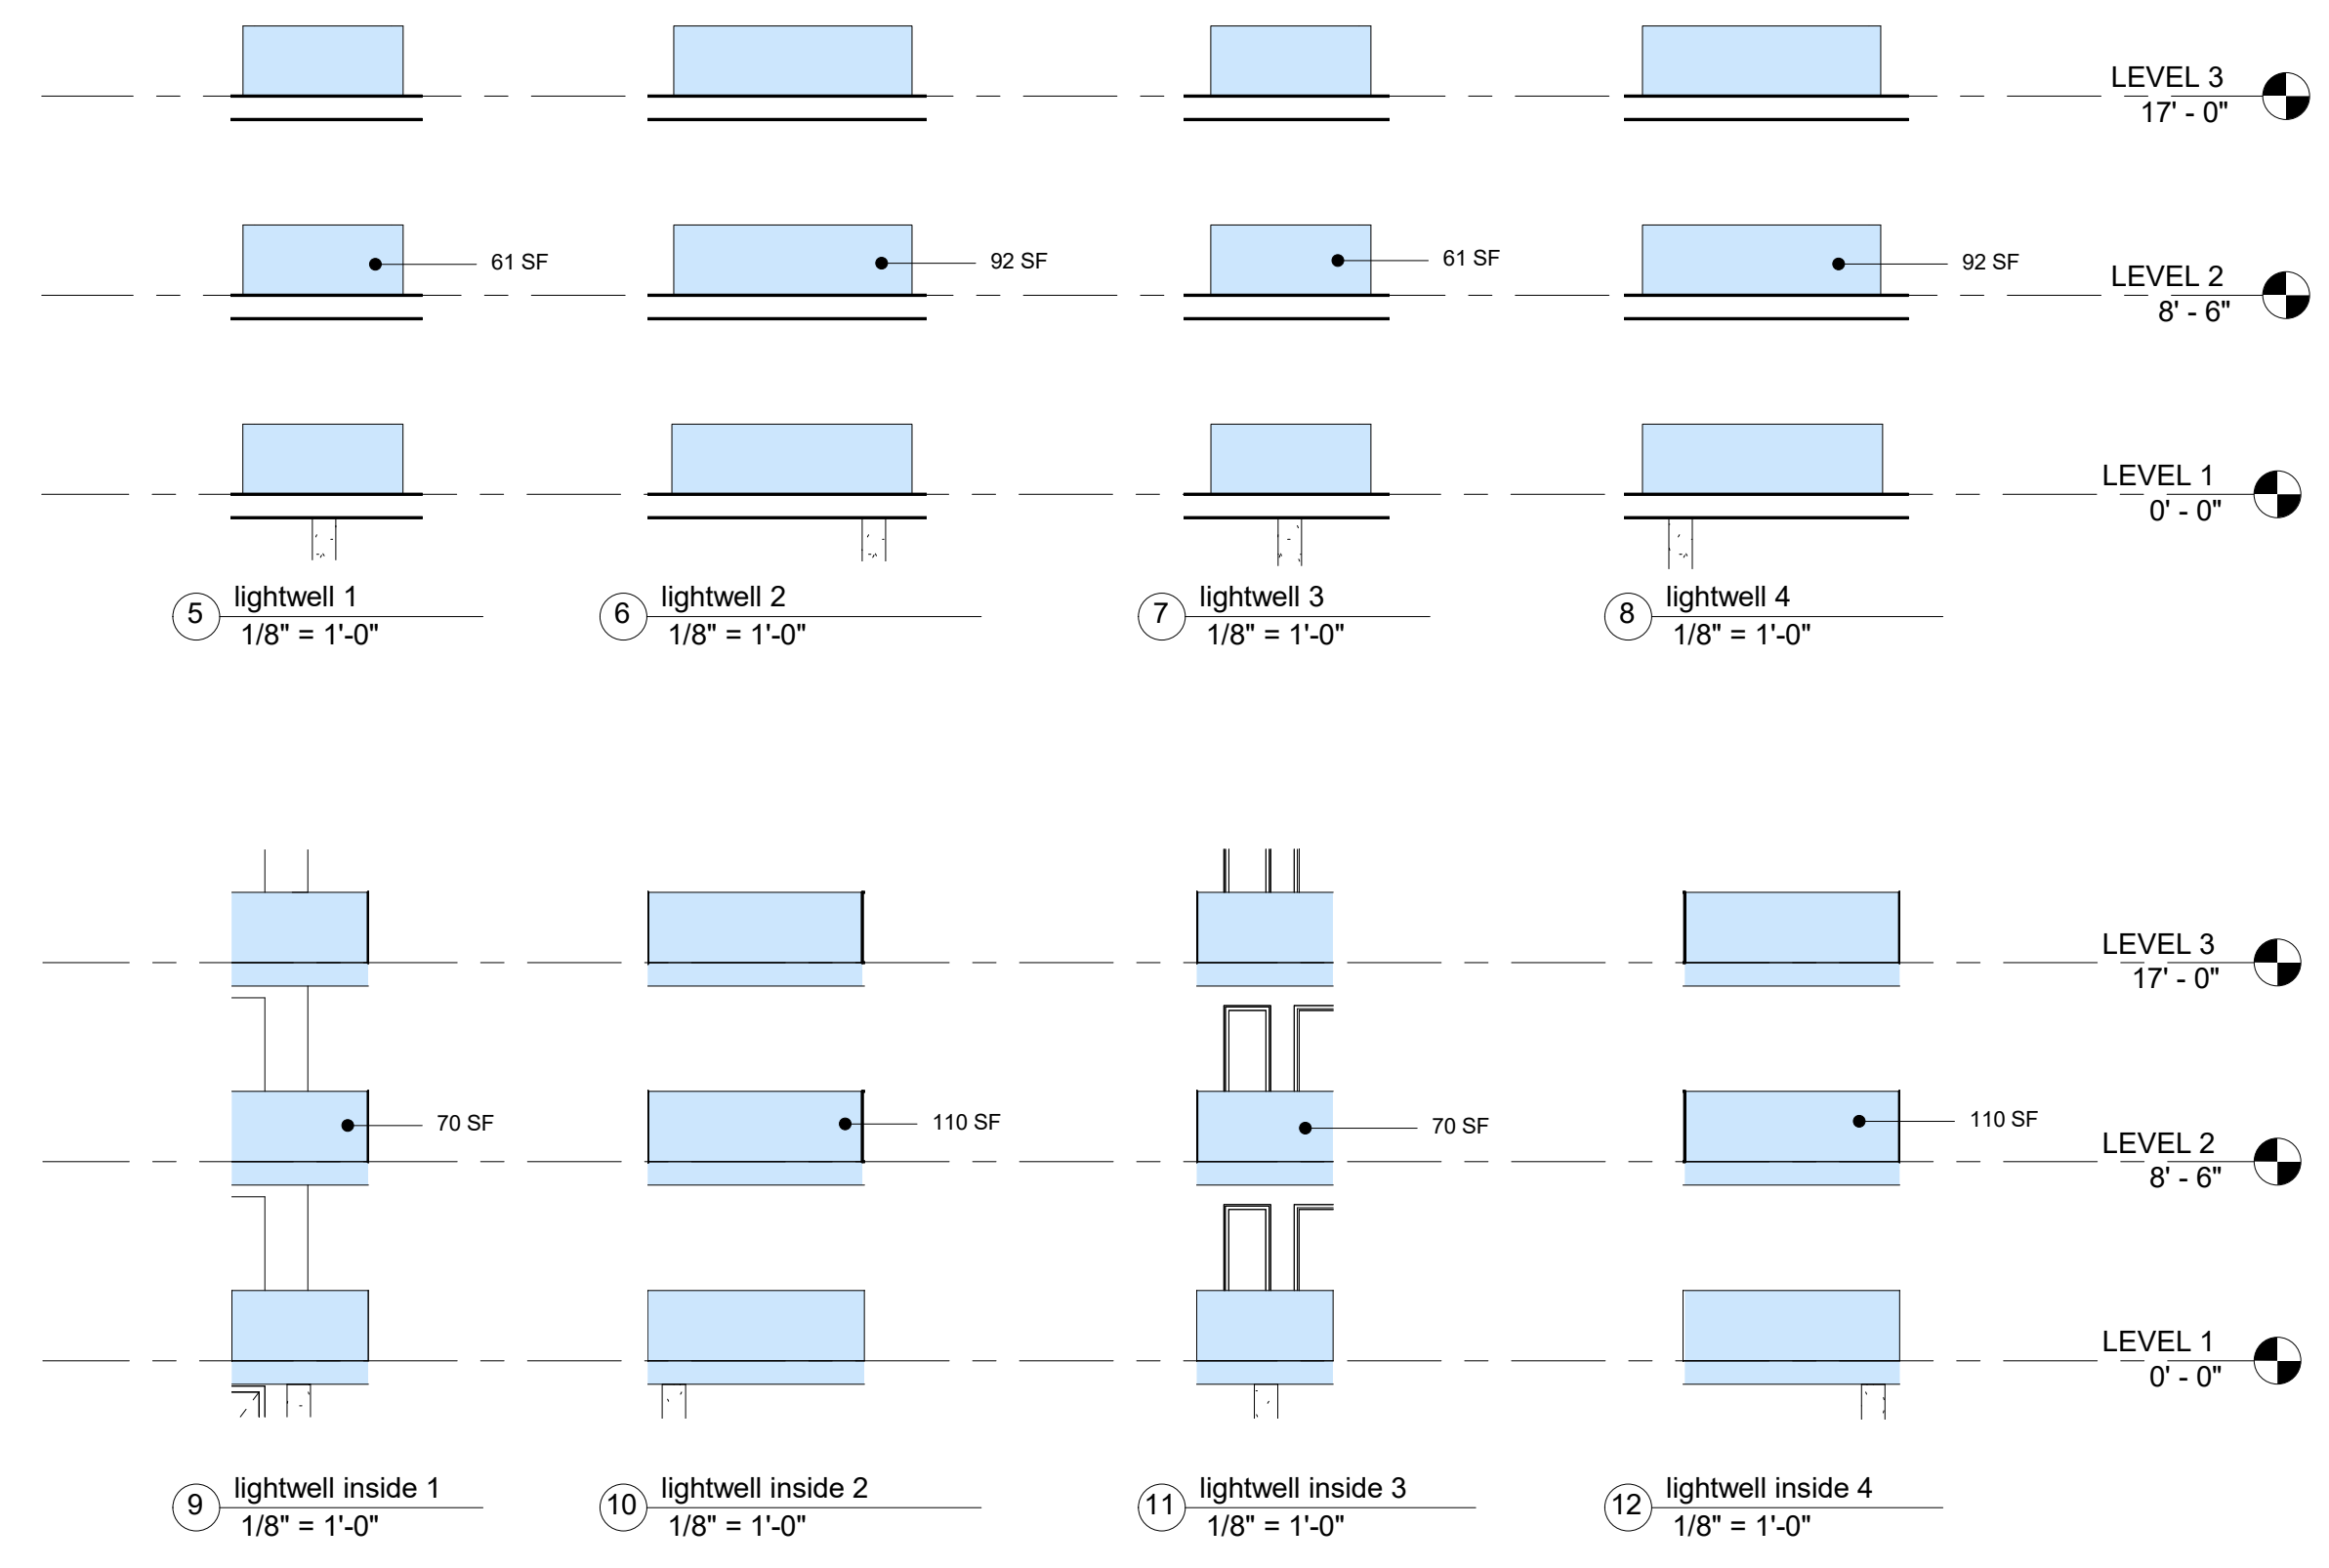 LEVEL 3
17' - 0"
61 SF
92 SF
61 SF
92 SF
LEVEL 2
8' - 6"
LEVEL 1
0' - 0"
5
lightwell 1
1/8" = 1'-0"
6
lightwell 2
1/8" = 1'-0"
7
lightwell 3
1/8" = 1'-0"
8
lightwell 4
1/8" = 1'-0"
LEVEL 3
17' - 0"
70 SF
110 SF
70 SF
110 SF
LEVEL 2
8' - 6"
LEVEL 1
0' - 0"
9
lightwell inside 1
1/8" = 1'-0"
10
lightwell inside 2
1/8" = 1'-0"
11
lightwell inside 3
1/8" = 1'-0"
12
lightwell inside 4
1/8" = 1'-0"